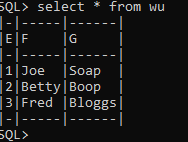 SQL> select * from wu
|-|-----|------|
|E|F    |G     |
|-|-----|------|
|1|Joe  |Soap  |
|2|Betty|Boop  |
|3|Fred |Bloggs|
|-|-----|------|
SQL>